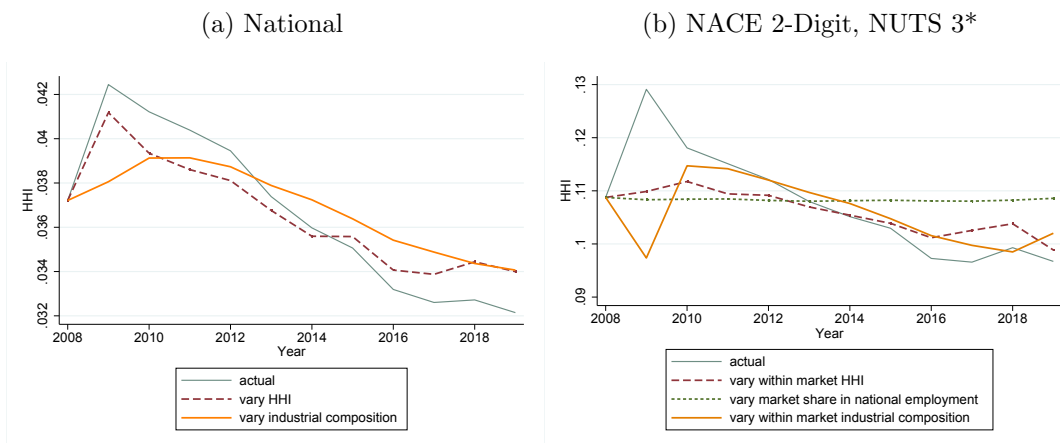 (a) National
HHI
.042
.04
.038
.036
.034
.032
2008 2010 2012 2014 2016 2018
Year
actual
vary HHI
vary industrial composition
(b) NACE 2-Digit, NUTS 3*
HHI
.13
.12
.11
.1
.09
2008 2010 2012 2014 2016 2018
Year
actual
vary within market HHI
vary market share in national employment
vary within market industrial composition